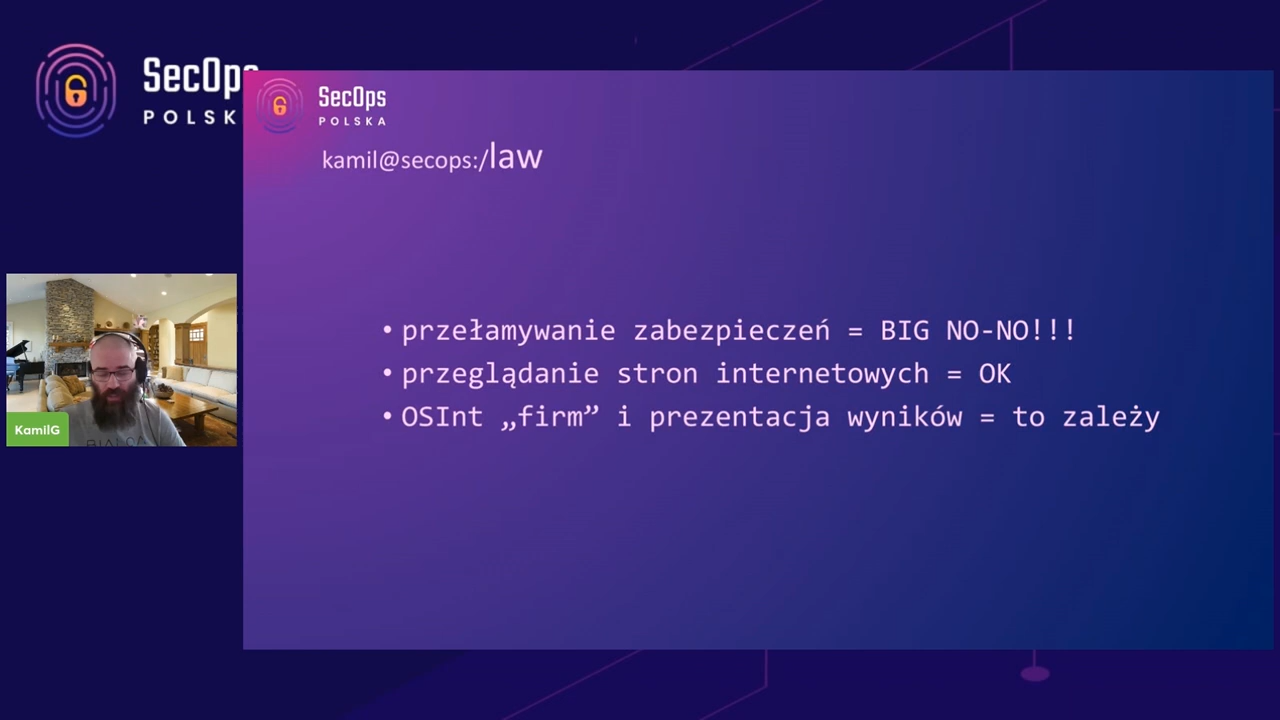 SecOps
POLSK
SecOps
POLSKA
kamil@secops:/law
• przełamywanie zabezpieczeń = BIG NO-NO!!!
• przeglądanie stron internetowych = OK
• OSInt „firm” i prezentacja wyników = to zależy
KamilG